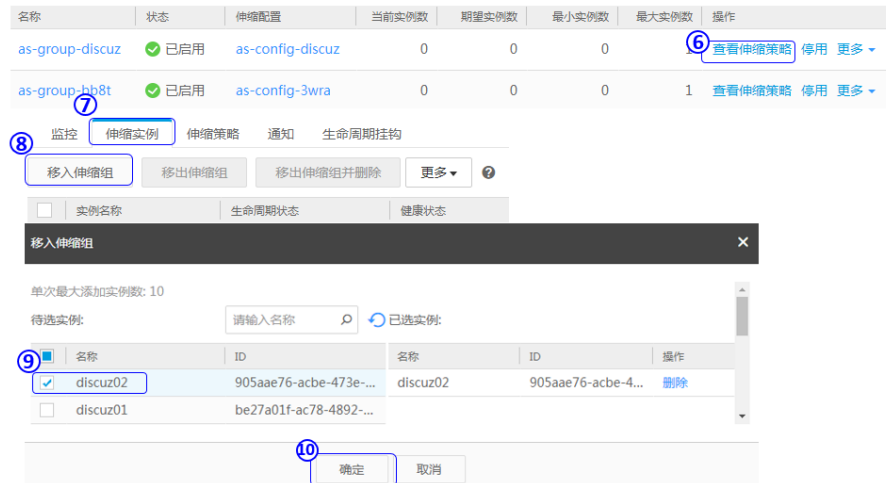 名称 状态 伸缩配置 当前实例数 期望实例数 最小实例数 最大实例数 操作
as-group-discuz 已启用 as-config-discuz 0 0 0 1 ⑥ 查看伸缩策略 停用 更多
as-group-bb8t 已启用 as-config-3wra 0 0 0 1 查看伸缩策略 停用 更多
⑦
监控 伸缩实例 伸缩策略 通知 生命周期挂钩
⑧
移入伸缩组 移出伸缩组 移出伸缩组并删除 更多 ?
实例名称 生命周期状态 健康状态
移入伸缩组 ×
单次最大添加实例数: 10
待选实例: 请输入名称 已选实例:
⑨ 名称 ID 名称 ID 操作
discuz02 905aae76-acbe-473e-... discuz02 905aae76-acbe-4... 删除
discuz01 be27a01f-ac78-4892-...
⑩
确定 取消